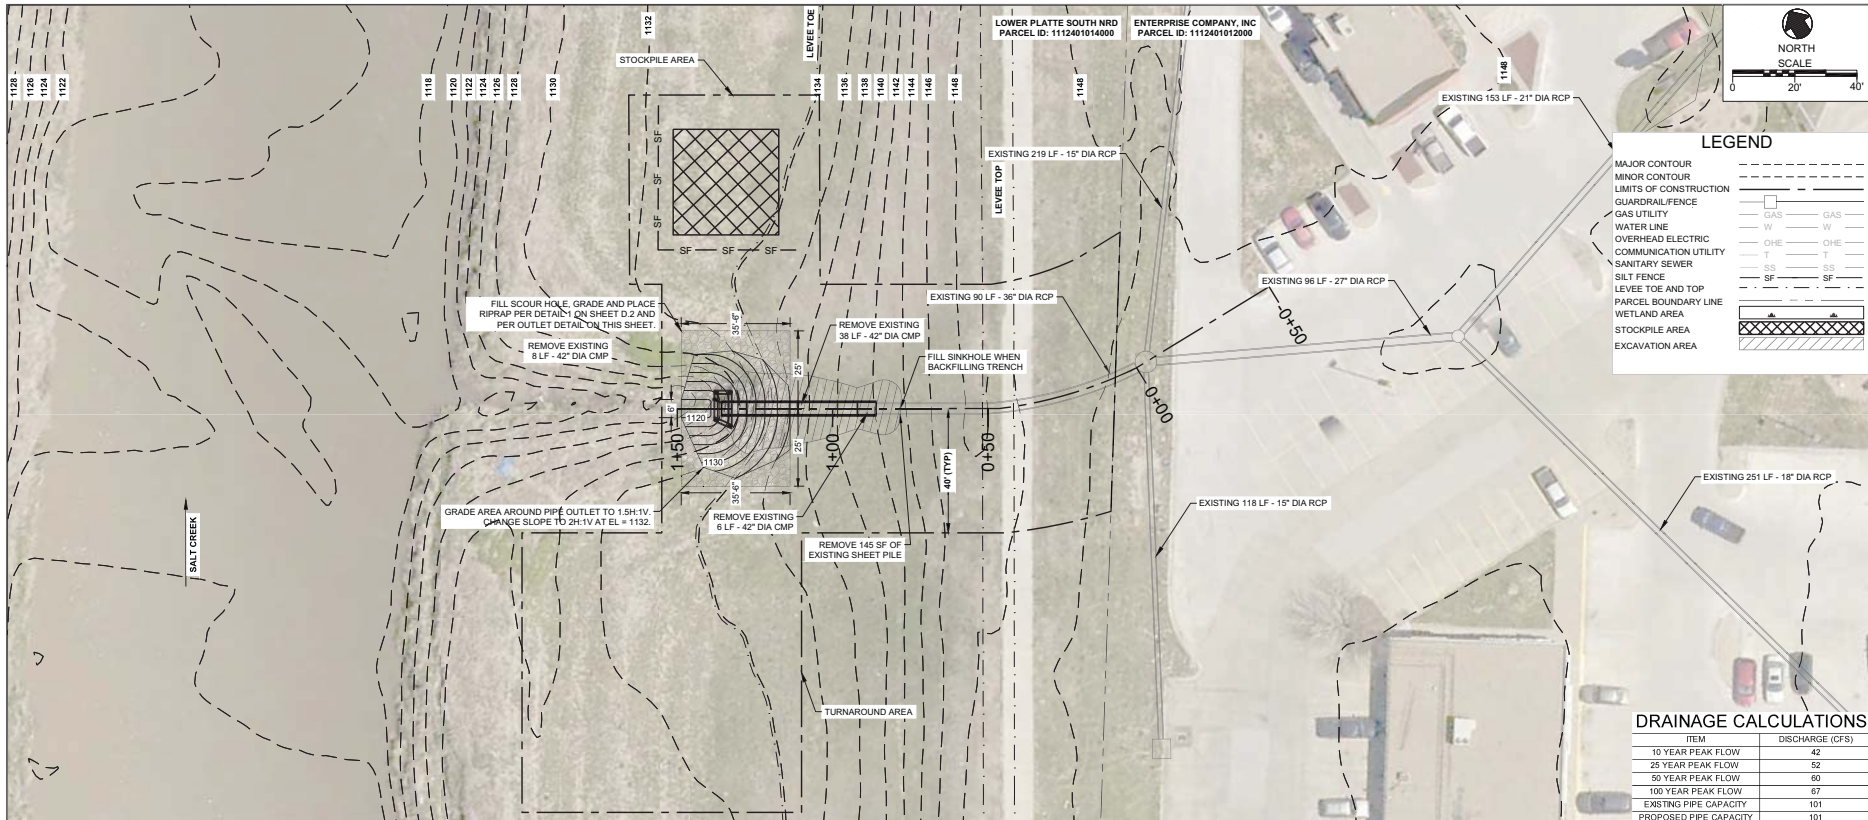 LOWER PLATTE SOUTH NRD
PARCEL ID: 1112401014000
ENTERPRISE COMPANY, INC
PARCEL ID: 1112401012000
NORTH
SCALE
0 20' 40'
1128
1126
1124
1122
1118
1120
1122
1124
1126
1128
1130
1132
STOCKPILE AREA
LEVEE TOE
1134
1136
1138
1140
1142
1144
1146
1148
1148
1148
EXISTING 153 LF - 21" DIA RCP
EXISTING 219 LF - 15" DIA RCP
LEVEE TOP
SF
SF
SF
SF SF SF
LEGEND
MAJOR CONTOUR
MINOR CONTOUR
LIMITS OF CONSTRUCTION
GUARDRAIL/FENCE
GAS UTILITY GAS GAS
WATER LINE W W
OVERHEAD ELECTRIC OHE OHE
COMMUNICATION UTILITY T T
SANITARY SEWER SS SS
SILT FENCE SF SF
LEVEE TOE AND TOP
PARCEL BOUNDARY LINE
WETLAND AREA
STOCKPILE AREA
EXCAVATION AREA
EXISTING 96 LF - 27" DIA RCP
EXISTING 90 LF - 36" DIA RCP
FILL SCOUR HOLE, GRADE AND PLACE
RIPRAP PER DETAIL 1 ON SHEET D.2 AND
PER OUTLET DETAIL ON THIS SHEET.
35'-6"
REMOVE EXISTING
38 LF - 42" DIA CMP
REMOVE EXISTING
8 LF - 42" DIA CMP
FILL SINKHOLE WHEN
BACKFILLING TRENCH
25'
6'
1120
1130
25'
35'-6"
1+50
1+00
0+50
0+00
-0+50
40' (TYP)
GRADE AREA AROUND PIPE OUTLET TO 1.5H:1V.
CHANGE SLOPE TO 2H:1V AT EL = 1132.
REMOVE EXISTING
6 LF - 42" DIA CMP
REMOVE 145 SF OF
EXISTING SHEET PILE
EXISTING 118 LF - 15" DIA RCP
EXISTING 251 LF - 18" DIA RCP
SALT CREEK
TURNAROUND AREA
DRAINAGE CALCULATIONS
ITEM DISCHARGE (CFS)
10 YEAR PEAK FLOW 42
25 YEAR PEAK FLOW 52
50 YEAR PEAK FLOW 60
100 YEAR PEAK FLOW 67
EXISTING PIPE CAPACITY 101
PROPOSED PIPE CAPACITY 101